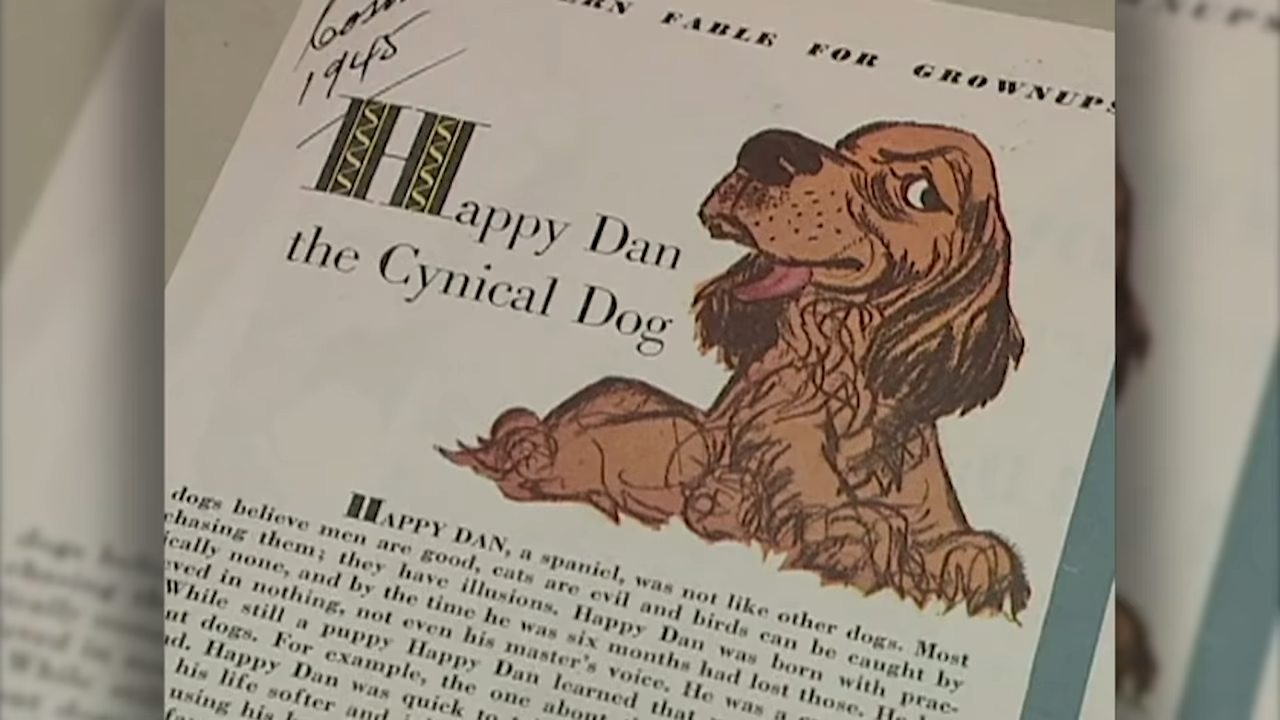 1945
FABLE FOR GROWNUPS
Happy Dan
the Cynical Dog
HAPPY DAN, a spaniel, was not like other dogs. Most
dogs believe men are good, cats are evil and birds can be caught by
chasing them; they have illusions. Happy Dan was born with prac-
none, and by the time he was six months had lost those. He
in nothing, not even his master's voice. He was a
While still a puppy Happy Dan learned that
dogs. For example, the one about
Happy Dan was quick to
his life softer and
using his